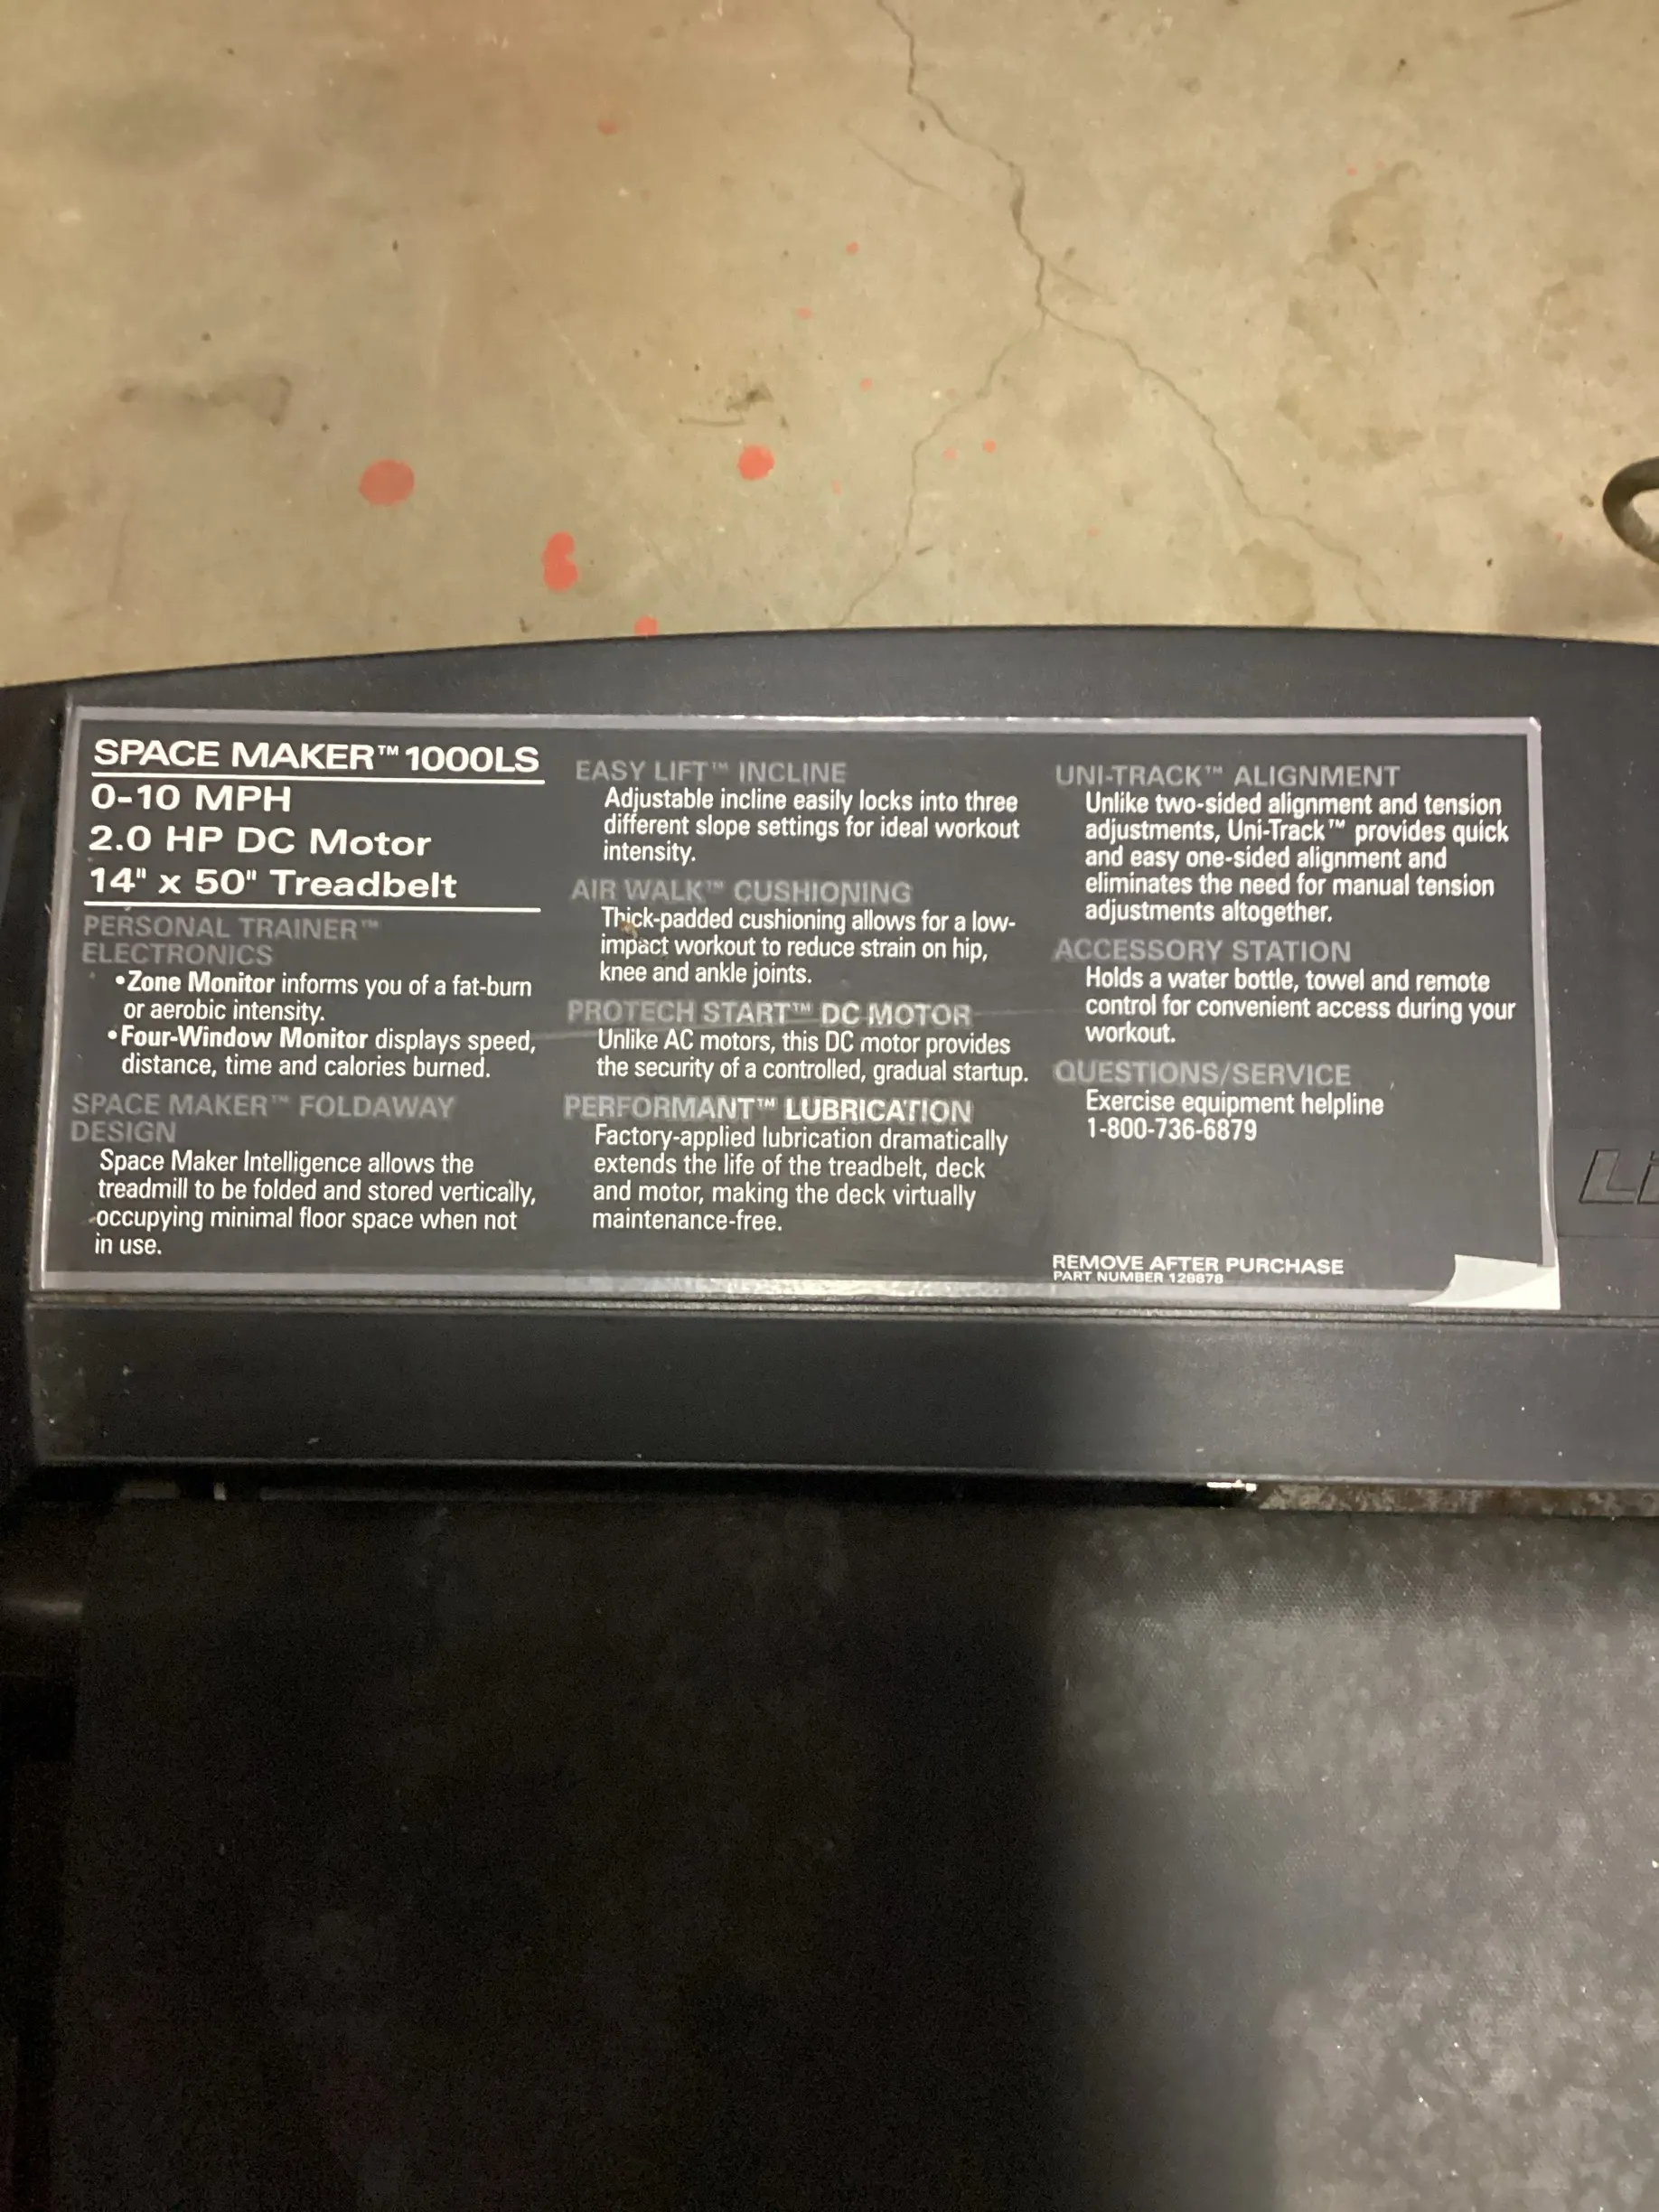 SPACE MAKER™ 1000LS
0-10 MPH
2.0 HP DC Motor
14" x 50" Treadbelt
PERSONAL TRAINER™
ELECTRONICS
•Zone Monitor informs you of a fat-burn
or aerobic intensity.
•Four-Window Monitor displays speed,
distance, time and calories burned.
SPACE MAKER™ FOLDAWAY
DESIGN
Space Maker Intelligence allows the
treadmill to be folded and stored vertically,
occupying minimal floor space when not
in use.
EASY LIFT™ INCLINE
Adjustable incline easily locks into three
different slope settings for ideal workout
intensity.
AIR WALK™ CUSHIONING
Thick-padded cushioning allows for a low-
impact workout to reduce strain on hip,
knee and ankle joints.
PROTECH START™ DC MOTOR
Unlike AC motors, this DC motor provides
the security of a controlled, gradual startup.
PERFORMANT™ LUBRICATION
Factory-applied lubrication dramatically
extends the life of the treadbelt, deck
and motor, making the deck virtually
maintenance-free.
UNI-TRACK™ ALIGNMENT
Unlike two-sided alignment and tension
adjustments, Uni-Track™ provides quick
and easy one-sided alignment and
eliminates the need for manual tension
adjustments altogether.
ACCESSORY STATION
Holds a water bottle, towel and remote
control for convenient access during your
workout.
QUESTIONS/SERVICE
Exercise equipment helpline
1-800-736-6879
REMOVE AFTER PURCHASE
PART NUMBER 128878